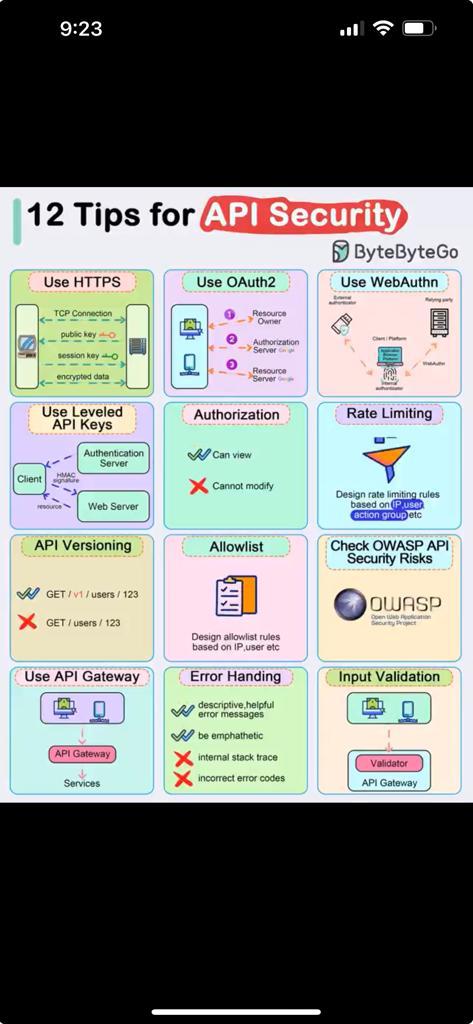 9:23
12 Tips for API Security
ByteByteGo
Use HTTPS
TCP Connection
public key
session key
encrypted data
Use OAuth2
1
Resource
Owner
2
Authorization
Server Google
3
Resource
Server Google
Use WebAuthn
External
authenticator
Relying party
Client / Platform
Application
Browser
Platform
WebAuthn
Internal
authenticator
Use Leveled
API Keys
Authentication
Server
Client
HMAC
signature
resource
Web Server
Authorization
Can view
Cannot modify
Rate Limiting
Design rate limiting rules
based on IP,user,
action group etc
API Versioning
GET / v1 / users / 123
GET / users / 123
Allowlist
Design allowlist rules
based on IP,user etc
Check OWASP API
Security Risks
OWASP
Open Web Application
Security Project
Use API Gateway
API Gateway
Services
Error Handing
descriptive,helpful
error messages
be emphathetic
internal stack trace
incorrect error codes
Input Validation
Validator
API Gateway